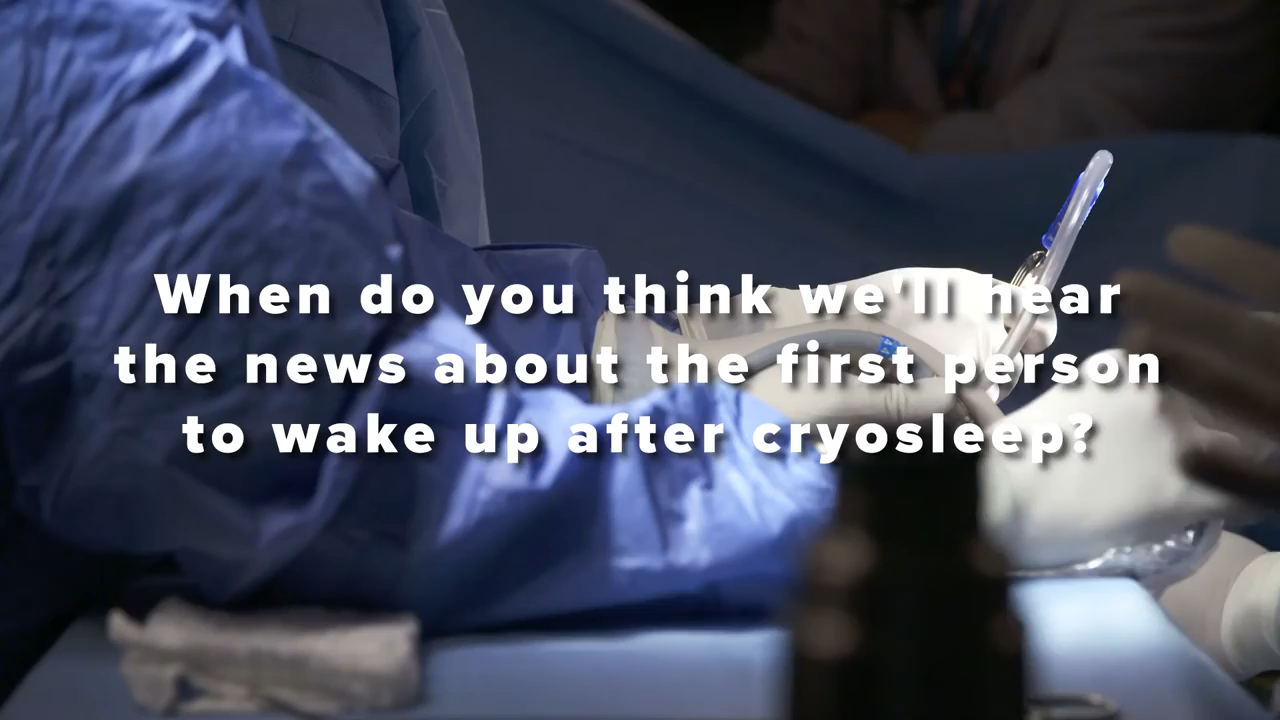 When do you think we'll hear
the news about the first person
to wake up after cryosleep?